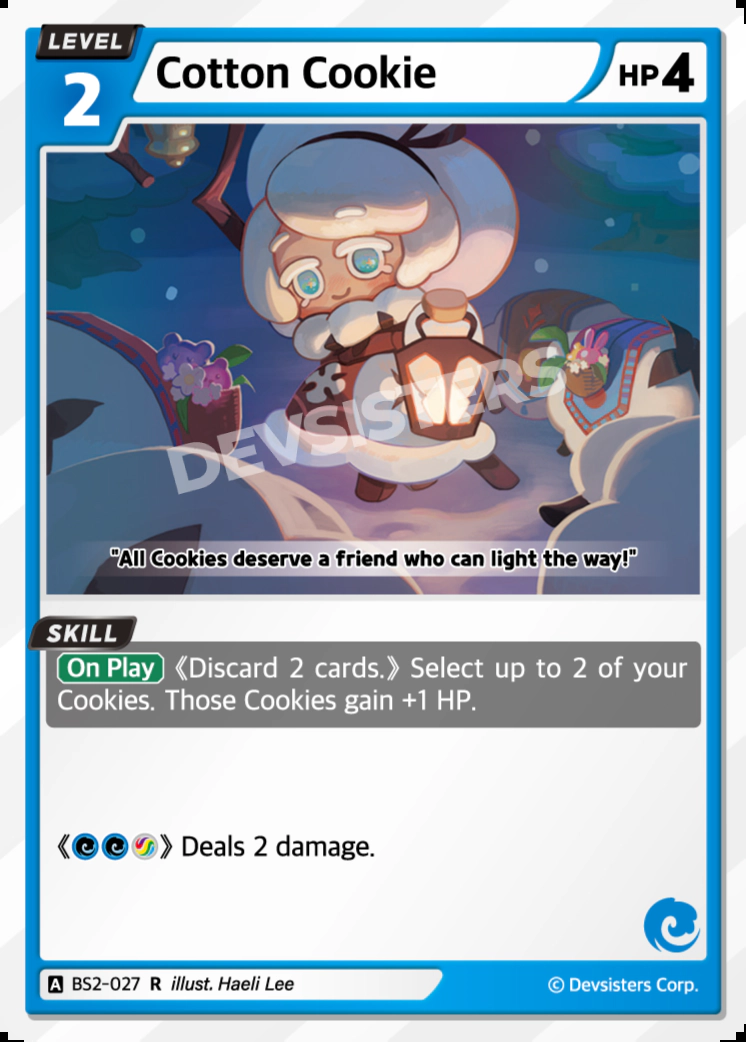 LEVEL
2
Cotton Cookie
HP 4
DEVSISTERS
"All Cookies deserve a friend who can light the way!"
SKILL
On Play 《Discard 2 cards.》 Select up to 2 of your
Cookies. Those Cookies gain +1 HP.
《》 Deals 2 damage.
A BS2-027 R illust. Haeli Lee
© Devsisters Corp.